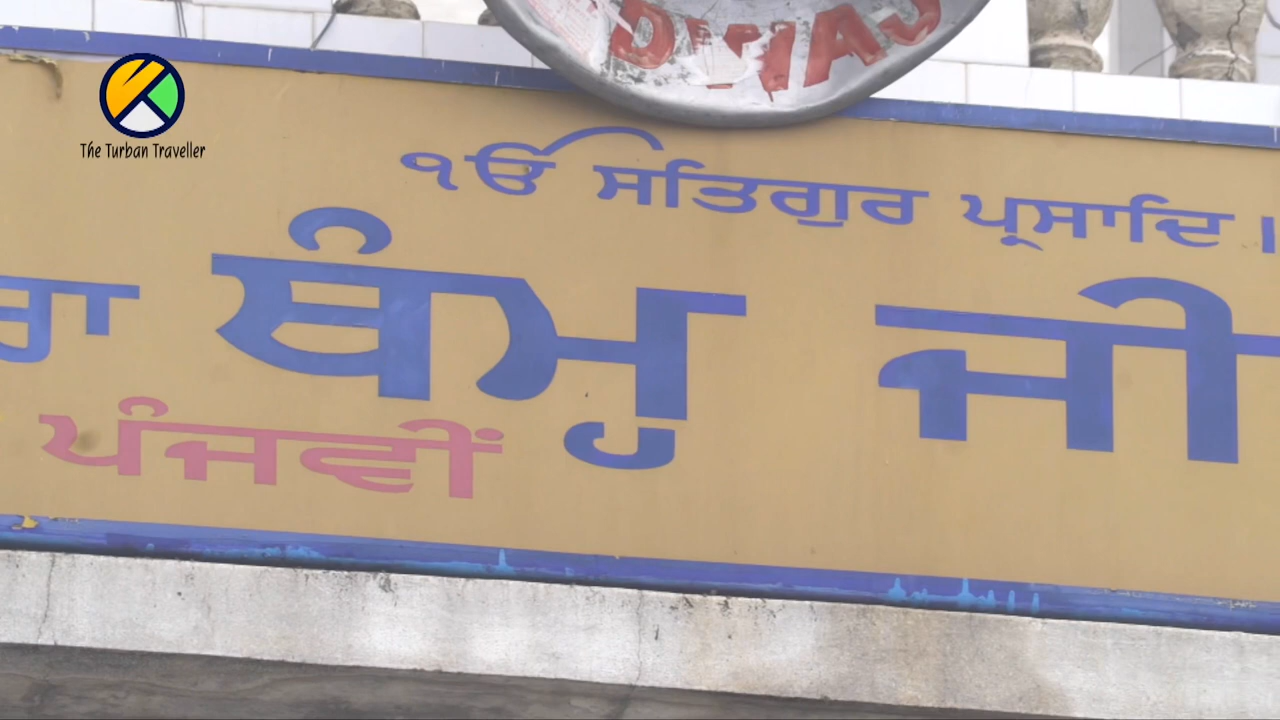 The Turban Traveller
ੴ ਸਤਿਗੁਰ ਪ੍ਰਸਾਦਿ।
ਰਾ ਥੰਮੁ ਜੀ
ਪੰਜਵੀਂ